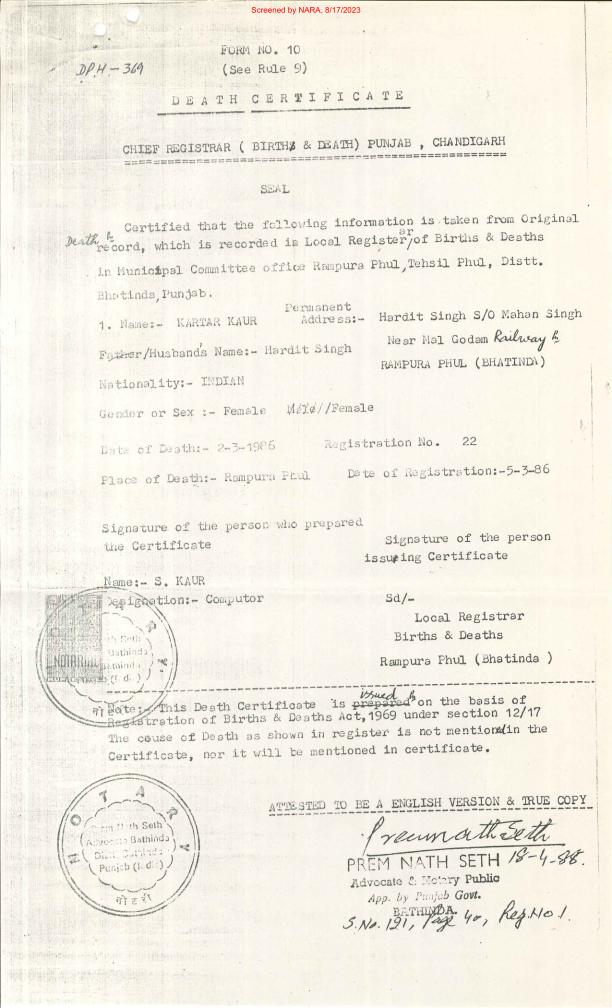 Screened by NARA, 8/17/2023
FORM NO. 10
DPH - 369
(See Rule 9)
DEATH CERTIFICATE
CHIEF REGISTRAR ( BIRTHS & DEATH) PUNJAB , CHANDIGARH
SEAL
Certified that the following information is taken from Original
Death record, which is recorded in Local Registerar/of Births & Deaths
in Municipal Committee office Rampura Phul,Tehsil Phul, Distt.
Bhatinda,Punjab.
1. Name:- KARTAR KAUR
Permanent Address:- Hardit Singh S/O Mahan Singh
Near Mal Godam Railway
RAMPURA PHUL (BHATINDA)
Father/Husband's Name:- Hardit Singh
Nationality:- INDIAN
Gender or Sex :- Female Male//Female
Date of Death:- 2-3-1986 Registration No. 22
Place of Death:- Rampura Phul Date of Registration:-5-3-86
Signature of the person who prepared
the Certificate
Signature of the person
issuing Certificate
Name:- S. KAUR
Designation:- Computor
Sd/-
Local Registrar
Births & Deaths
Rampura Phul (Bhatinda )
NOTARIAL
Note:- This Death Certificate is prepared issued on the basis of
Registration of Births & Deaths Act,1969 under section 12/17
The cause of Death as shown in register is not mentioned in the
Certificate, nor it will be mentioned in certificate.
ATTESTED TO BE A ENGLISH VERSION & TRUE COPY
NOTARY
Prem Nath Seth
Advocate Bathinda
Distt. Bathinda
Punjab (I. d.)
नोटरी
Premnath Seth
PREM NATH SETH 18-4-88.
Advocate & Notary Public
App. by Punjab Govt.
BATHINDA.
S.No. 191, Page 40, Reg. No 1.